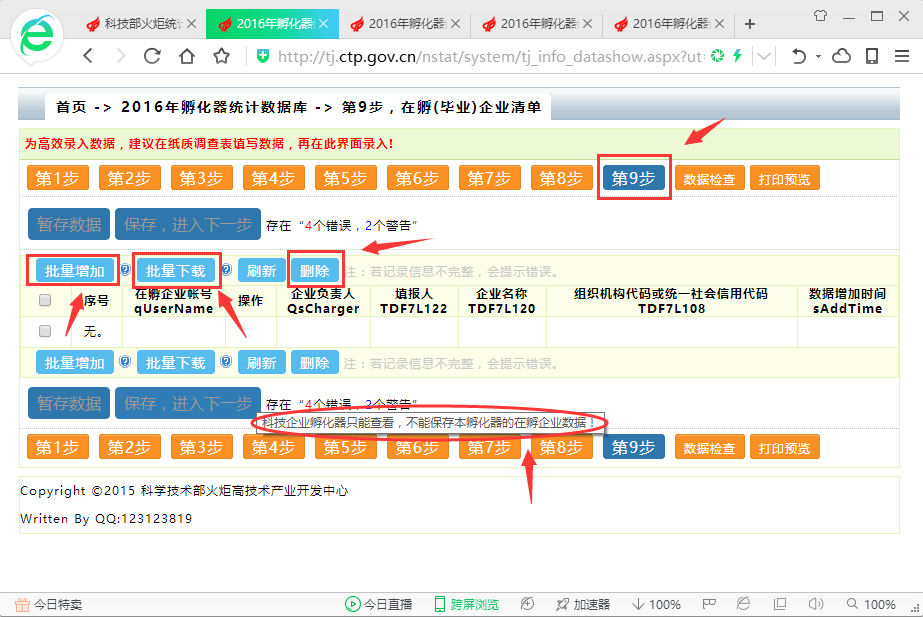 科技部火炬统计
2016年孵化器
2016年孵化器
2016年孵化器
2016年孵化器
http://tj.ctp.gov.cn/nstat/system/tj_info_datashow.aspx?ut
首页 -> 2016年孵化器统计数据库 -> 第9步，在孵(毕业)企业清单
为高效录入数据，建议在纸质调查表填写数据，再在此界面录入!
第1步 第2步 第3步 第4步 第5步 第6步 第7步 第8步 第9步 数据检查 打印预览
暂存数据 保存，进入下一步 存在“4个错误，2个警告”
批量增加 批量下载 刷新 删除 注：若记录信息不完整，会提示错误。
序号 在孵企业帐号 操作 企业负责人 填报人 企业名称 组织机构代码或统一社会信用代码 数据增加时间
qUserName QsCharger TDF7L122 TDF7L120 TDF7L108 sAddTime
无。
批量增加 批量下载 刷新 删除 注：若记录信息不完整，会提示错误。
暂存数据 保存，进入下一步 存在“4个错误，2个警告”
科技企业孵化器只能查看，不能保存本孵化器的在孵企业数据！
第1步 第2步 第3步 第4步 第5步 第6步 第7步 第8步 第9步 数据检查 打印预览
Copyright ©2015 科学技术部火炬高技术产业开发中心
Written By QQ:123123819
今日特卖 今日直播 跨屏浏览 加速器 100% 100%